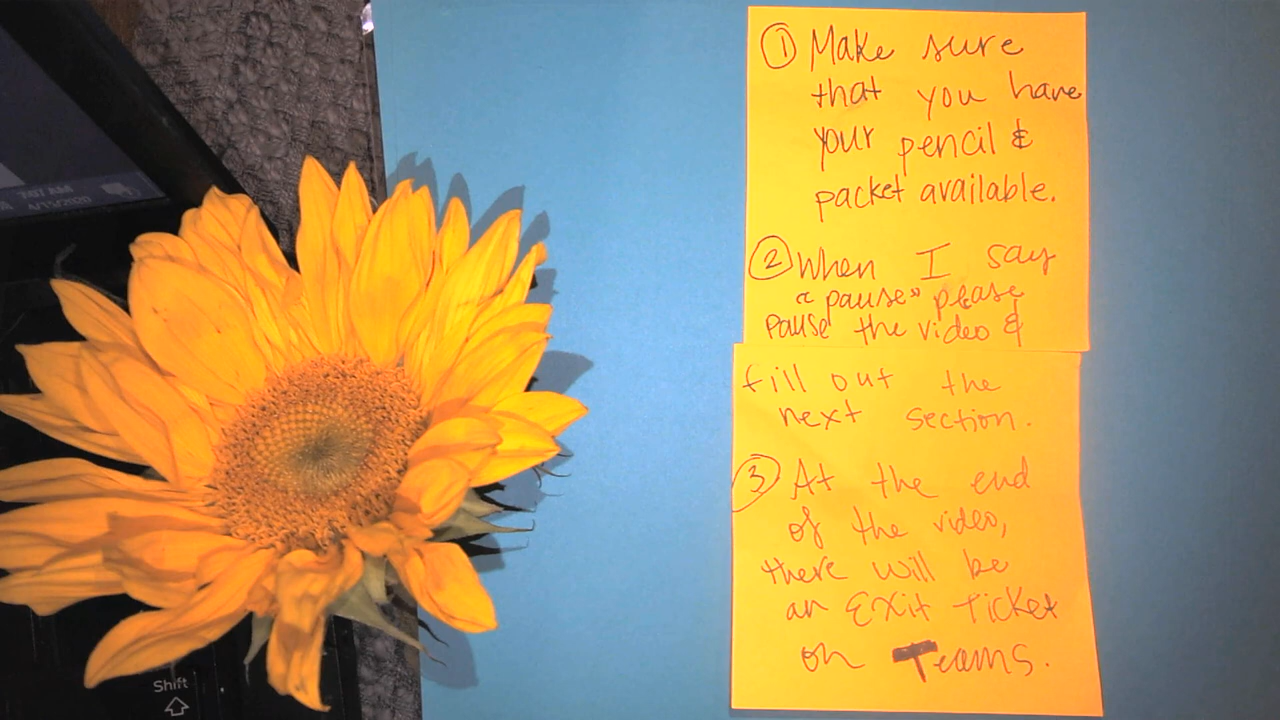 ① Make sure
that you have
your pencil &
packet available.
② When I say
“pause” please
pause the video &
fill out the
next section.
③ At the end
of the video,
there will be
an Exit Ticket
on Teams.
Shift